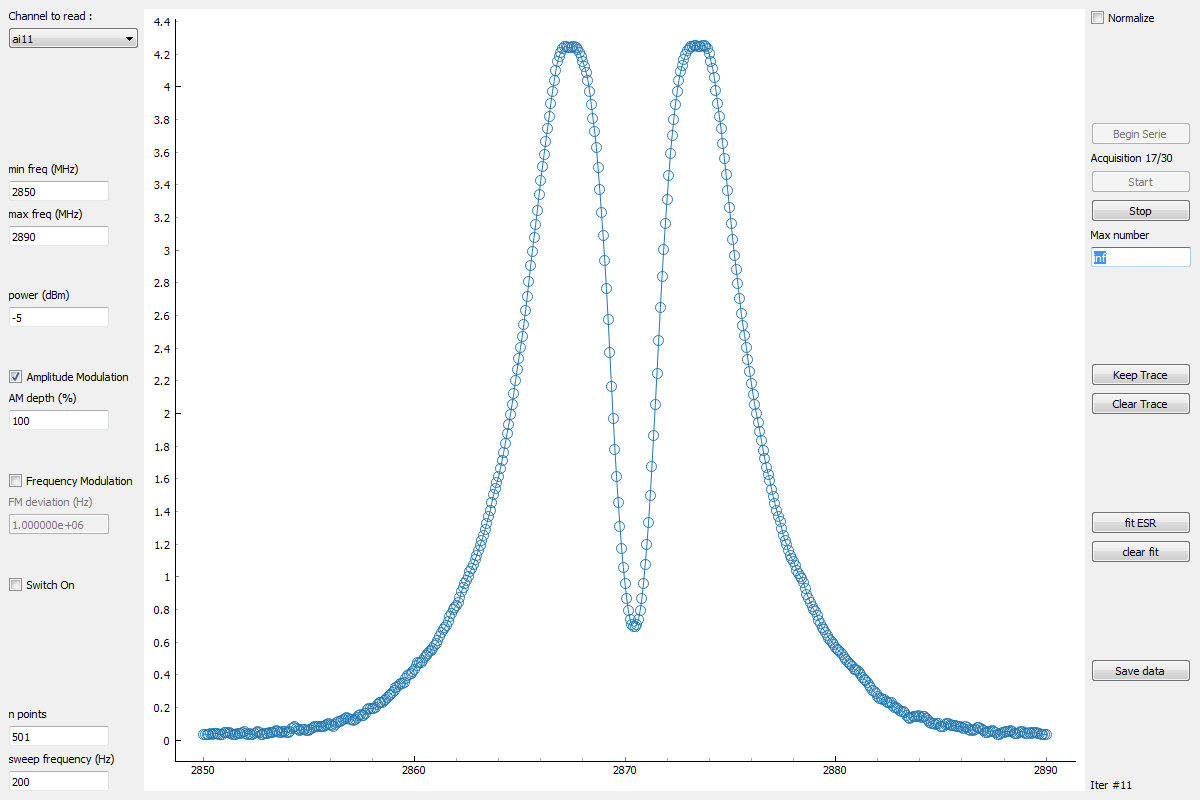 Channel to read :
ai11
min freq (MHz)
2850
max freq (MHz)
2890
power (dBm)
-5
Amplitude Modulation
AM depth (%)
100
Frequency Modulation
FM deviation (Hz)
1.000000e+06
Switch On
n points
501
sweep frequency (Hz)
200
4.4
4.2
4
3.8
3.6
3.4
3.2
3
2.8
2.6
2.4
2.2
2
1.8
1.6
1.4
1.2
1
0.8
0.6
0.4
0.2
0
2850 2860 2870 2880 2890
Normalize
Begin Serie
Acquisition 17/30
Start
Stop
Max number
inf
Keep Trace
Clear Trace
fit ESR
clear fit
Save data
Iter #11